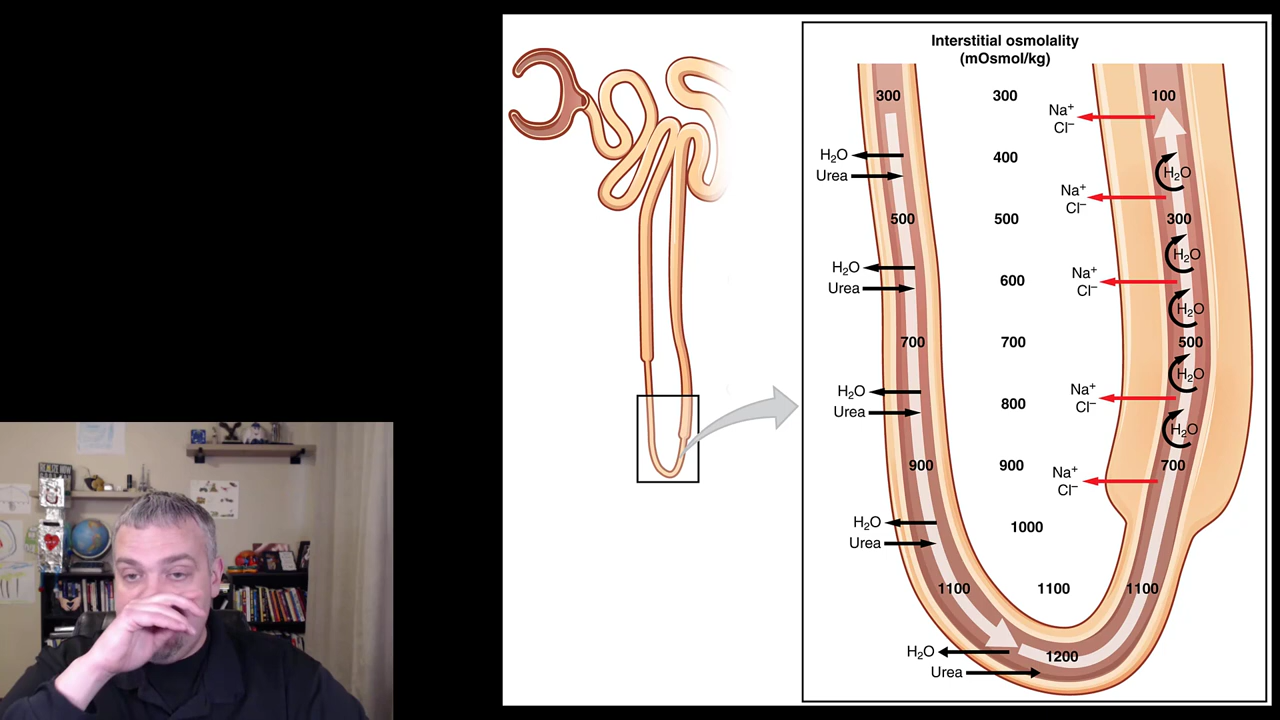 Interstitial osmolality
(mOsmol/kg)
300 300 100
Na⁺
Cl⁻
H₂O 400 H₂O
Urea
Na⁺
Cl⁻
500 500 300
H₂O H₂O
Urea 600
Na⁺
Cl⁻
H₂O
700 700 500
H₂O
H₂O 800
Urea
Na⁺
Cl⁻
H₂O
900 900 700
Na⁺
Cl⁻
H₂O 1000
Urea
1100 1100 1100
H₂O 1200
Urea